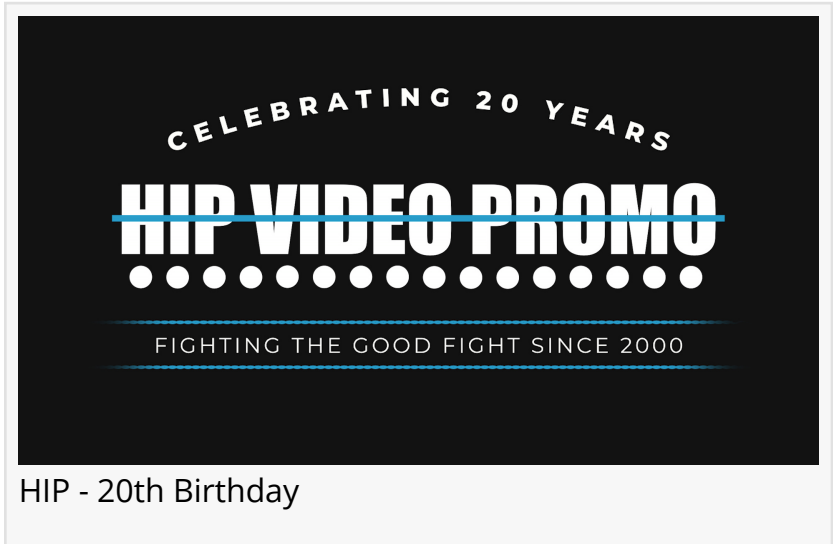 CELEBRATING 20 YEARS
HIP VIDEO PROMO
FIGHTING THE GOOD FIGHT SINCE 2000
HIP - 20th Birthday